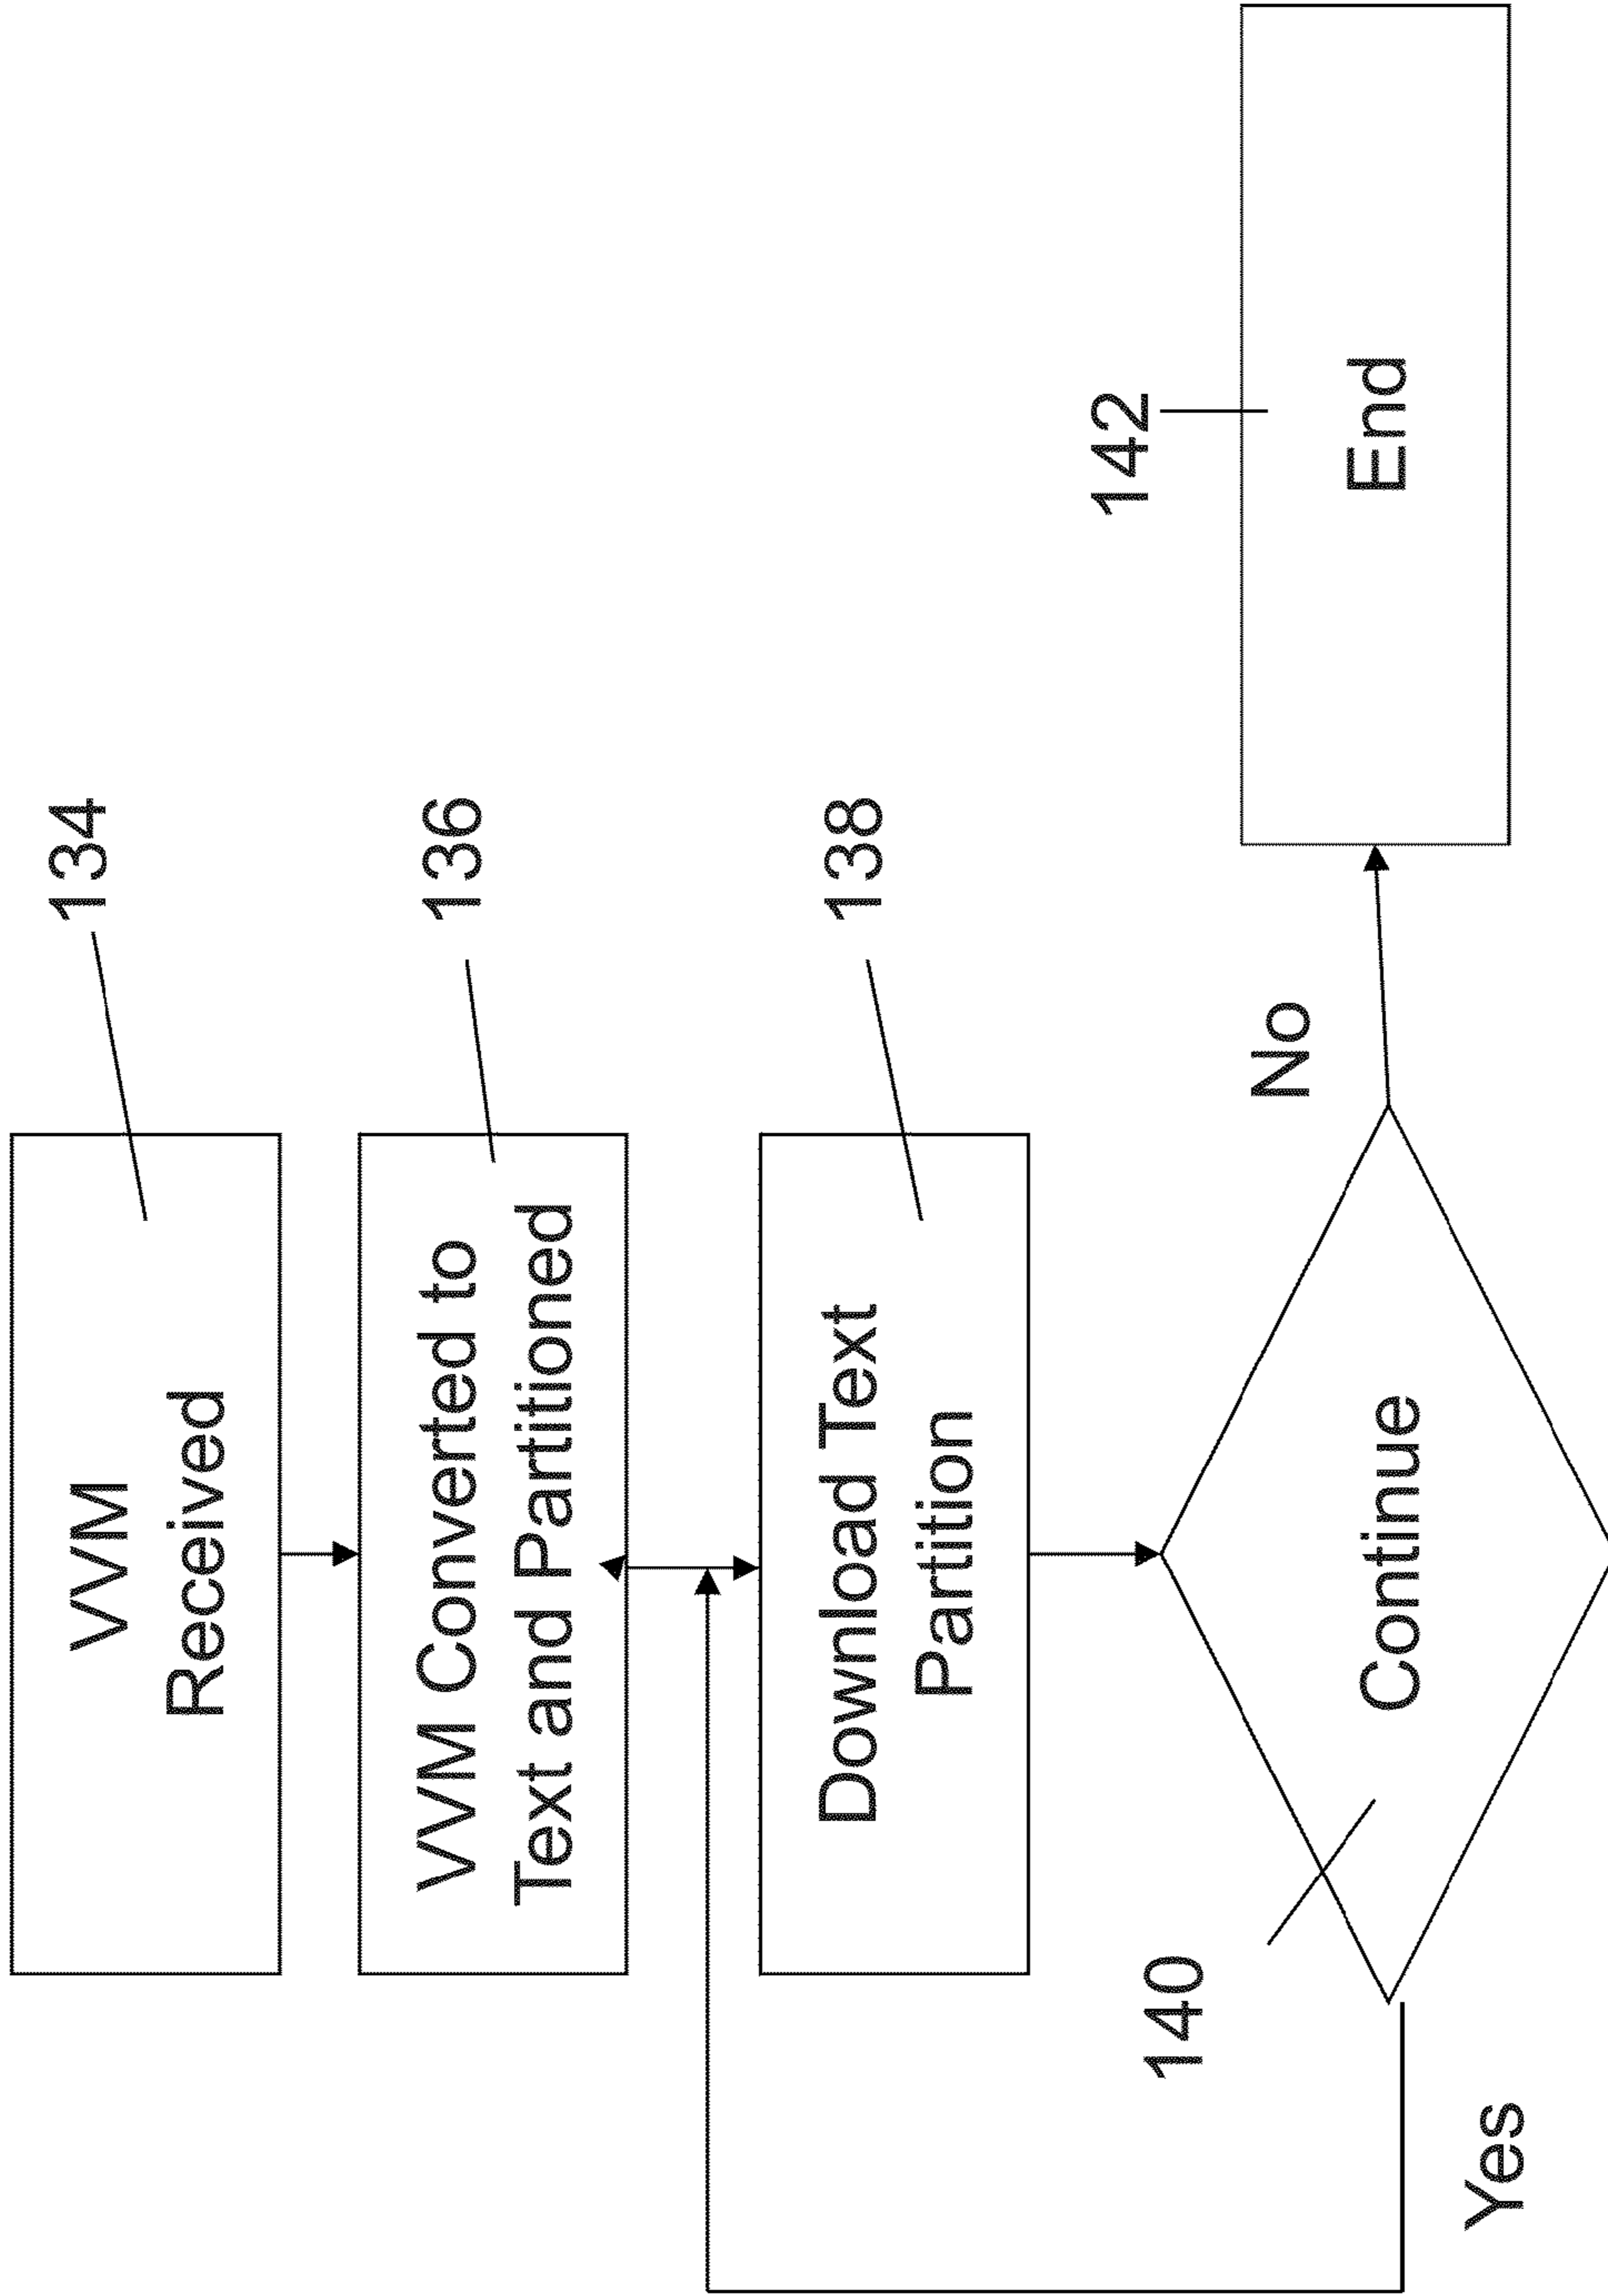 VVM
Received
134
VVM Converted to
Text and Partitioned
136
Download Text
Partition
138
Continue
140
Yes
No
End
142